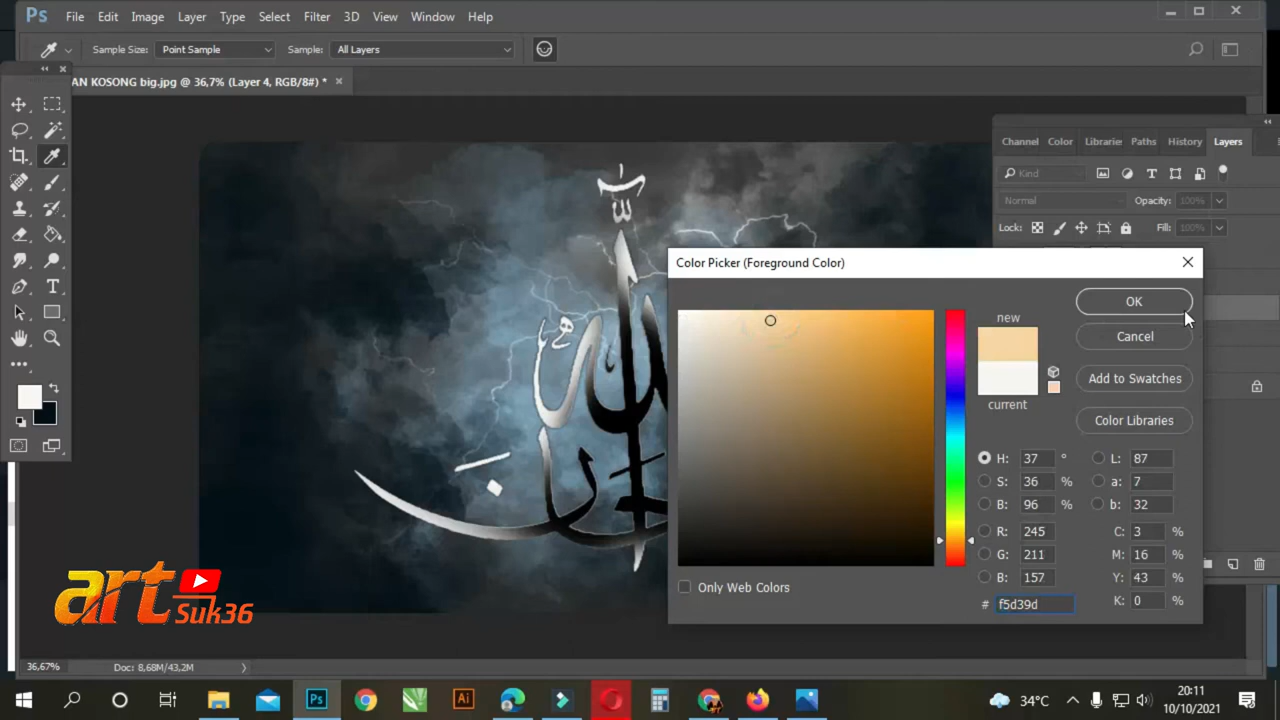 Ps File Edit Image Layer Type Select Filter 3D View Window Help
Sample Size: Point Sample Sample: All Layers
AN KOSONG big.jpg @ 36,7% (Layer 4, RGB/8#) *
Channel Color Librarie Paths History Layers
Kind
Normal Opacity: 100%
Lock: Fill: 100%
الله
Color Picker (Foreground Color)
new
current
OK
Cancel
Add to Swatches
Color Libraries
H: 37 ° L: 87
S: 36 % a: 7
B: 96 % b: 32
R: 245 C: 3 %
G: 211 M: 16 %
B: 157 Y: 43 %
# f5d39d K: 0 %
Only Web Colors
art
Suk36
36,67% Doc: 8,68M/43,2M
Ps Ai 34°C 20:11
10/10/2021